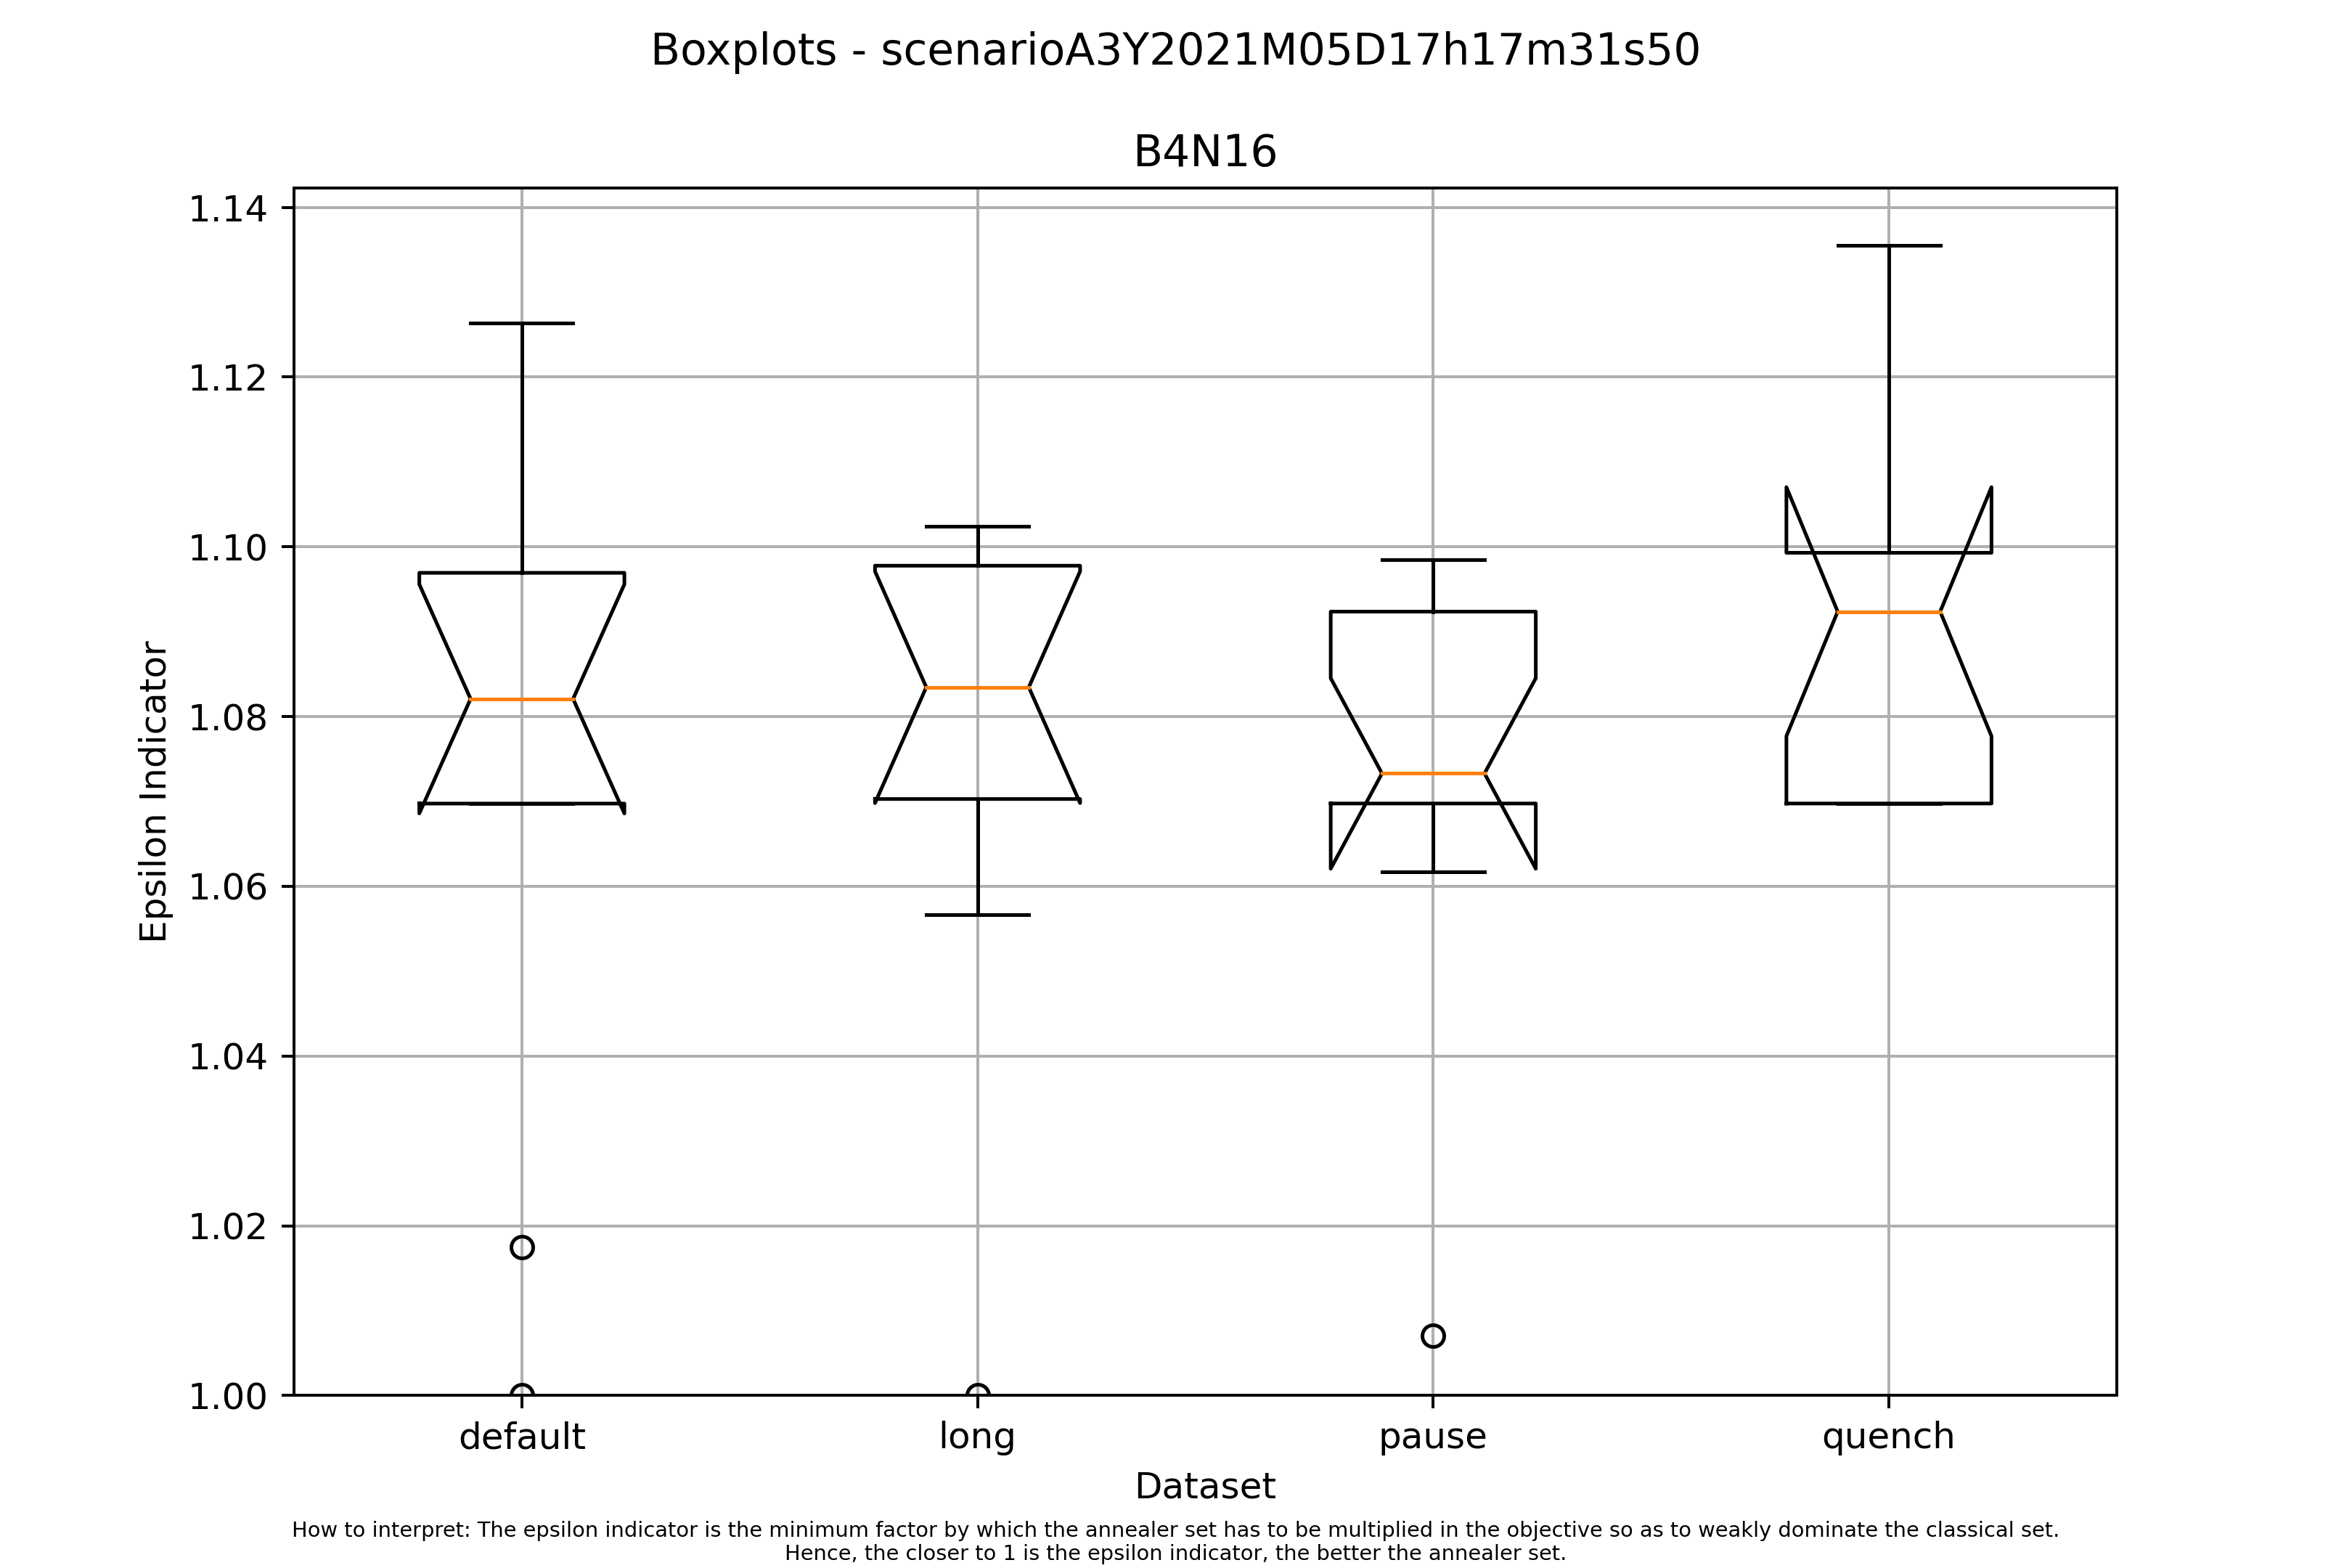 Boxplots - scenarioA3Y2021M05D17h17m31s50
B4N16
1.14
1.12
1.10
1.08
1.06
1.04
1.02
1.00
Epsilon Indicator
default long pause quench
Dataset
How to interpret: The epsilon indicator is the minimum factor by which the annealer set has to be multiplied in the objective so as to weakly dominate the classical set.
Hence, the closer to 1 is the epsilon indicator, the better the annealer set.